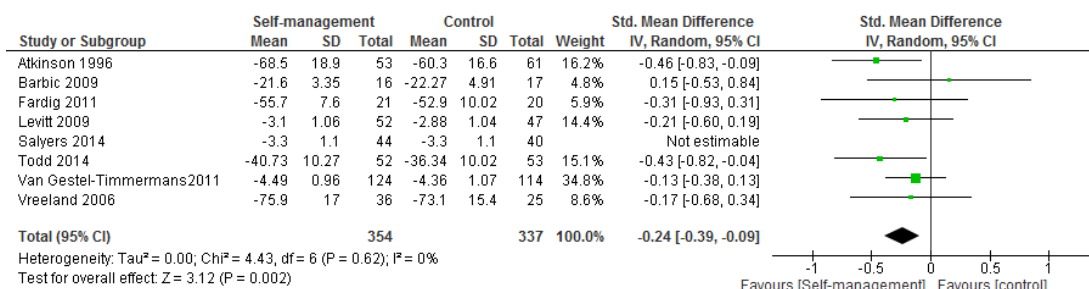 Self-management Control Std. Mean Difference Std. Mean Difference
Study or Subgroup Mean SD Total Mean SD Total Weight IV, Random, 95% CI IV, Random, 95% CI
Atkinson 1996 -68.5 18.9 53 -60.3 16.6 61 16.2% -0.46 [-0.83, -0.09]
Barbic 2009 -21.6 3.35 16 -22.27 4.91 17 4.8% 0.15 [-0.53, 0.84]
Fardig 2011 -55.7 7.6 21 -52.9 10.02 20 5.9% -0.31 [-0.93, 0.31]
Levitt 2009 -3.1 1.06 52 -2.88 1.04 47 14.4% -0.21 [-0.60, 0.19]
Salyers 2014 -3.3 1.1 44 -3.3 1.1 40 Not estimable
Todd 2014 -40.73 10.27 52 -36.34 10.02 53 15.1% -0.43 [-0.82, -0.04]
Van Gestel-Timmermans2011 -4.49 0.96 124 -4.36 1.07 114 34.8% -0.13 [-0.38, 0.13]
Vreeland 2006 -75.9 17 36 -73.1 15.4 25 8.6% -0.17 [-0.68, 0.34]
Total (95% CI) 354 337 100.0% -0.24 [-0.39, -0.09]
Heterogeneity: Tau² = 0.00; Chi² = 4.43, df = 6 (P = 0.62); I² = 0%
Test for overall effect: Z = 3.12 (P = 0.002)
-1 -0.5 0 0.5 1
Favours [Self-management] Favours [control]